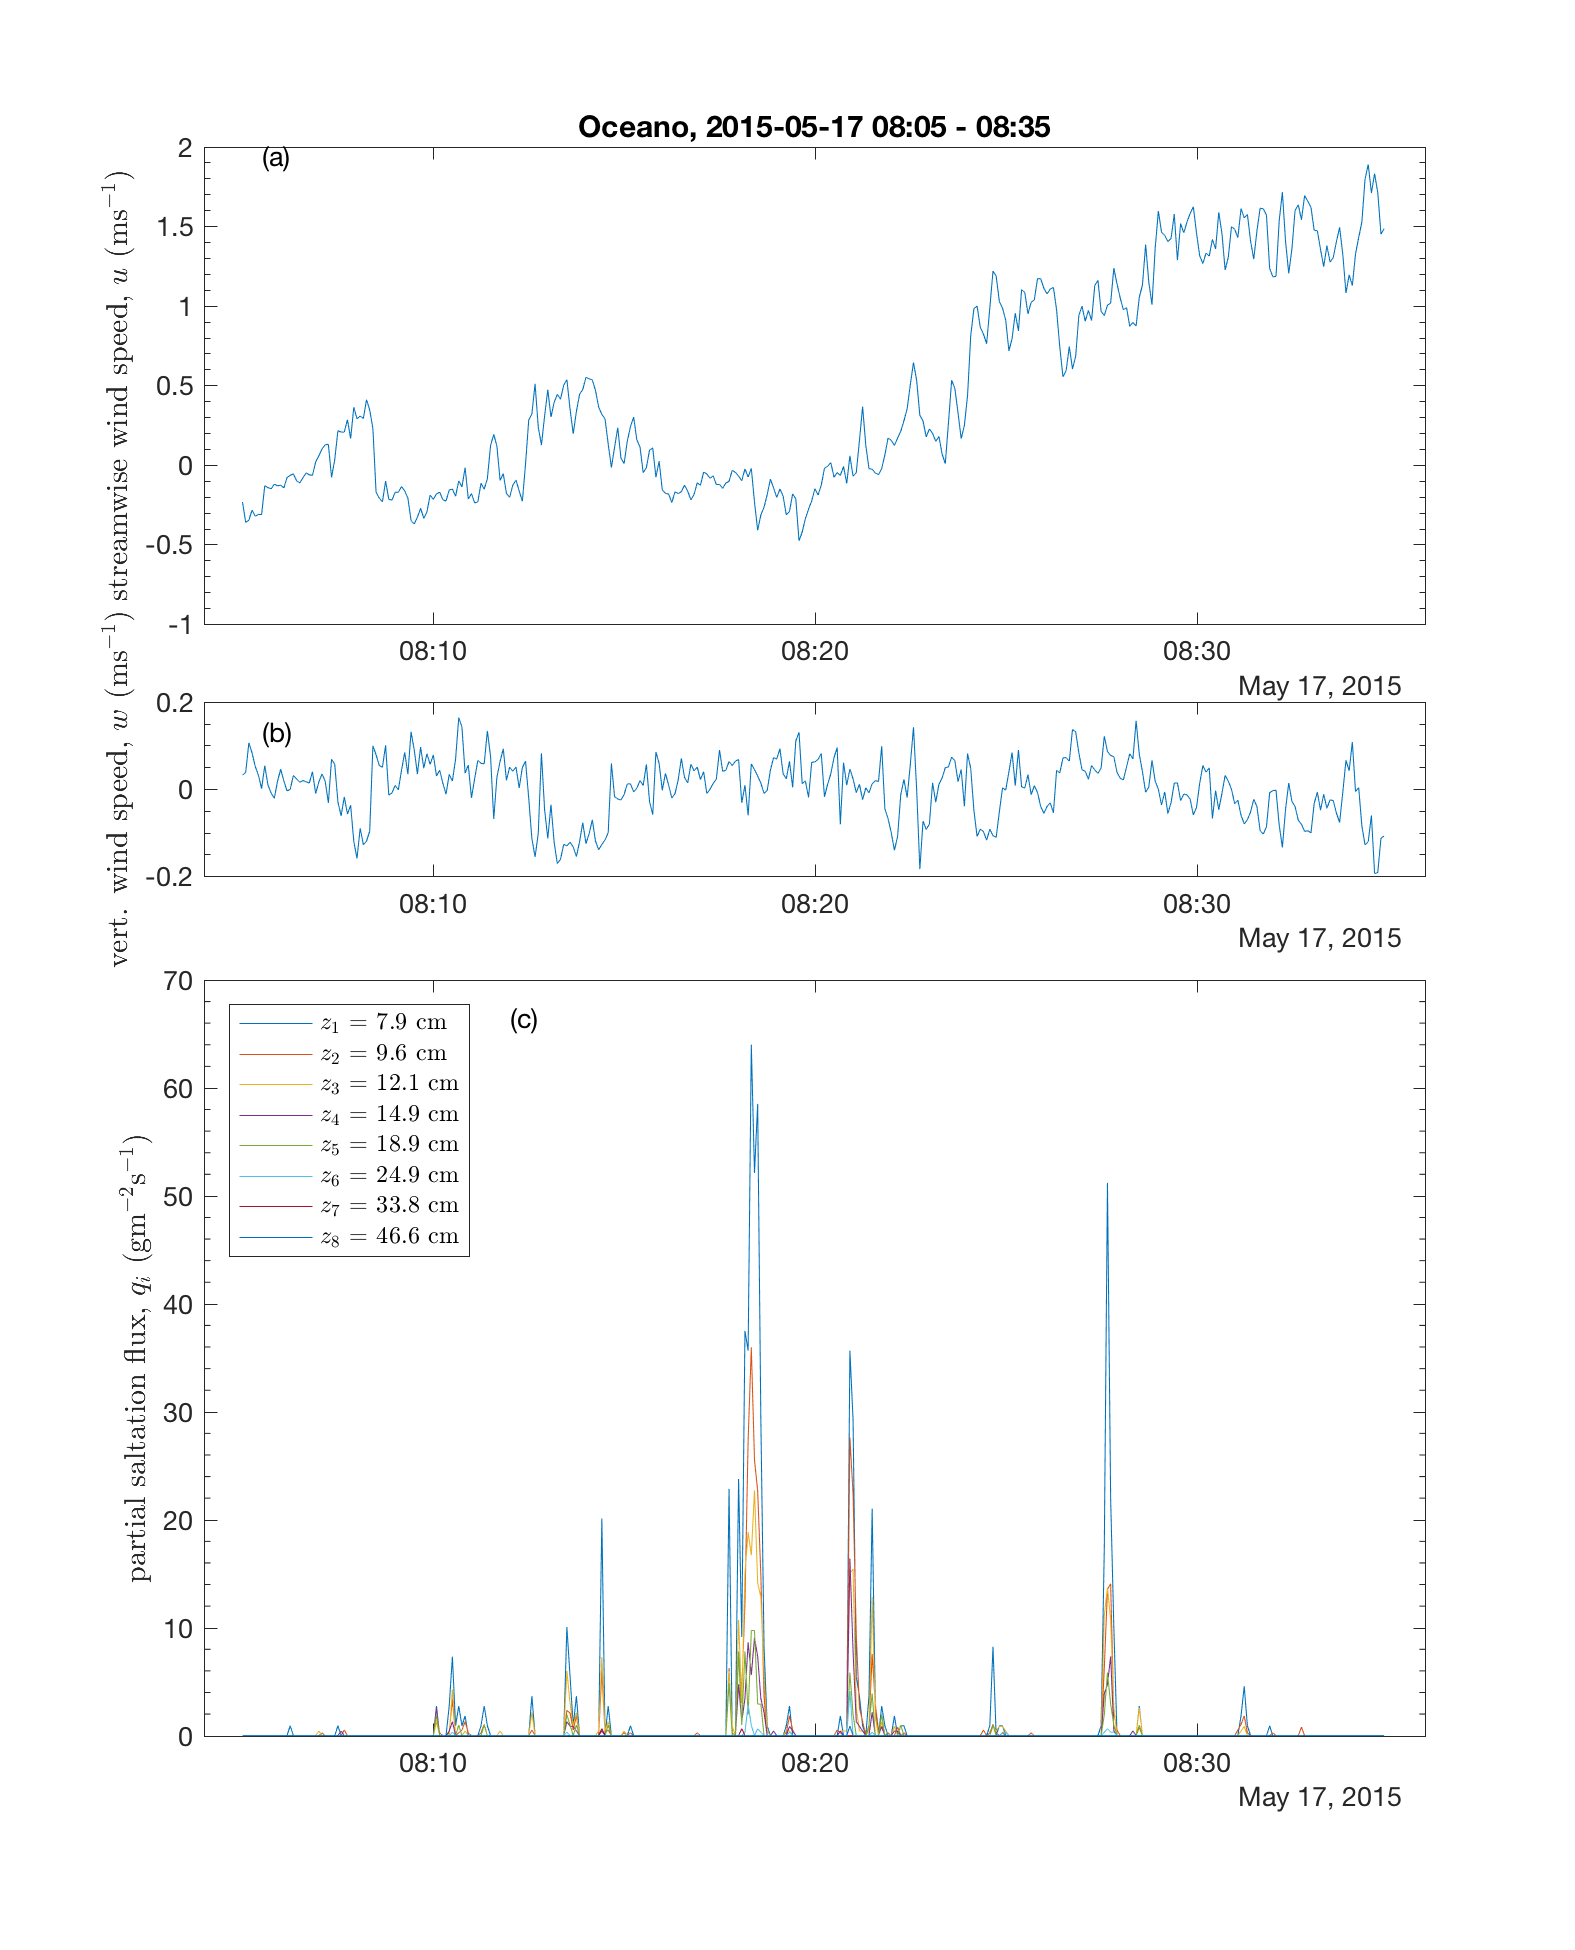 Oceano, 2015-05-17 08:05 - 08:35
(a)
streamwise wind speed, u (ms⁻¹)
2
1.5
1
0.5
0
-0.5
-1
08:10 08:20 08:30
May 17, 2015
(b)
vert. wind speed, w (ms⁻¹)
0.2
0
-0.2
08:10 08:20 08:30
May 17, 2015
(c)
partial saltation flux, qᵢ (gm⁻²s⁻¹)
70
60
50
40
30
20
10
0
z₁ = 7.9 cm
z₂ = 9.6 cm
z₃ = 12.1 cm
z₄ = 14.9 cm
z₅ = 18.9 cm
z₆ = 24.9 cm
z₇ = 33.8 cm
z₈ = 46.6 cm
08:10 08:20 08:30
May 17, 2015